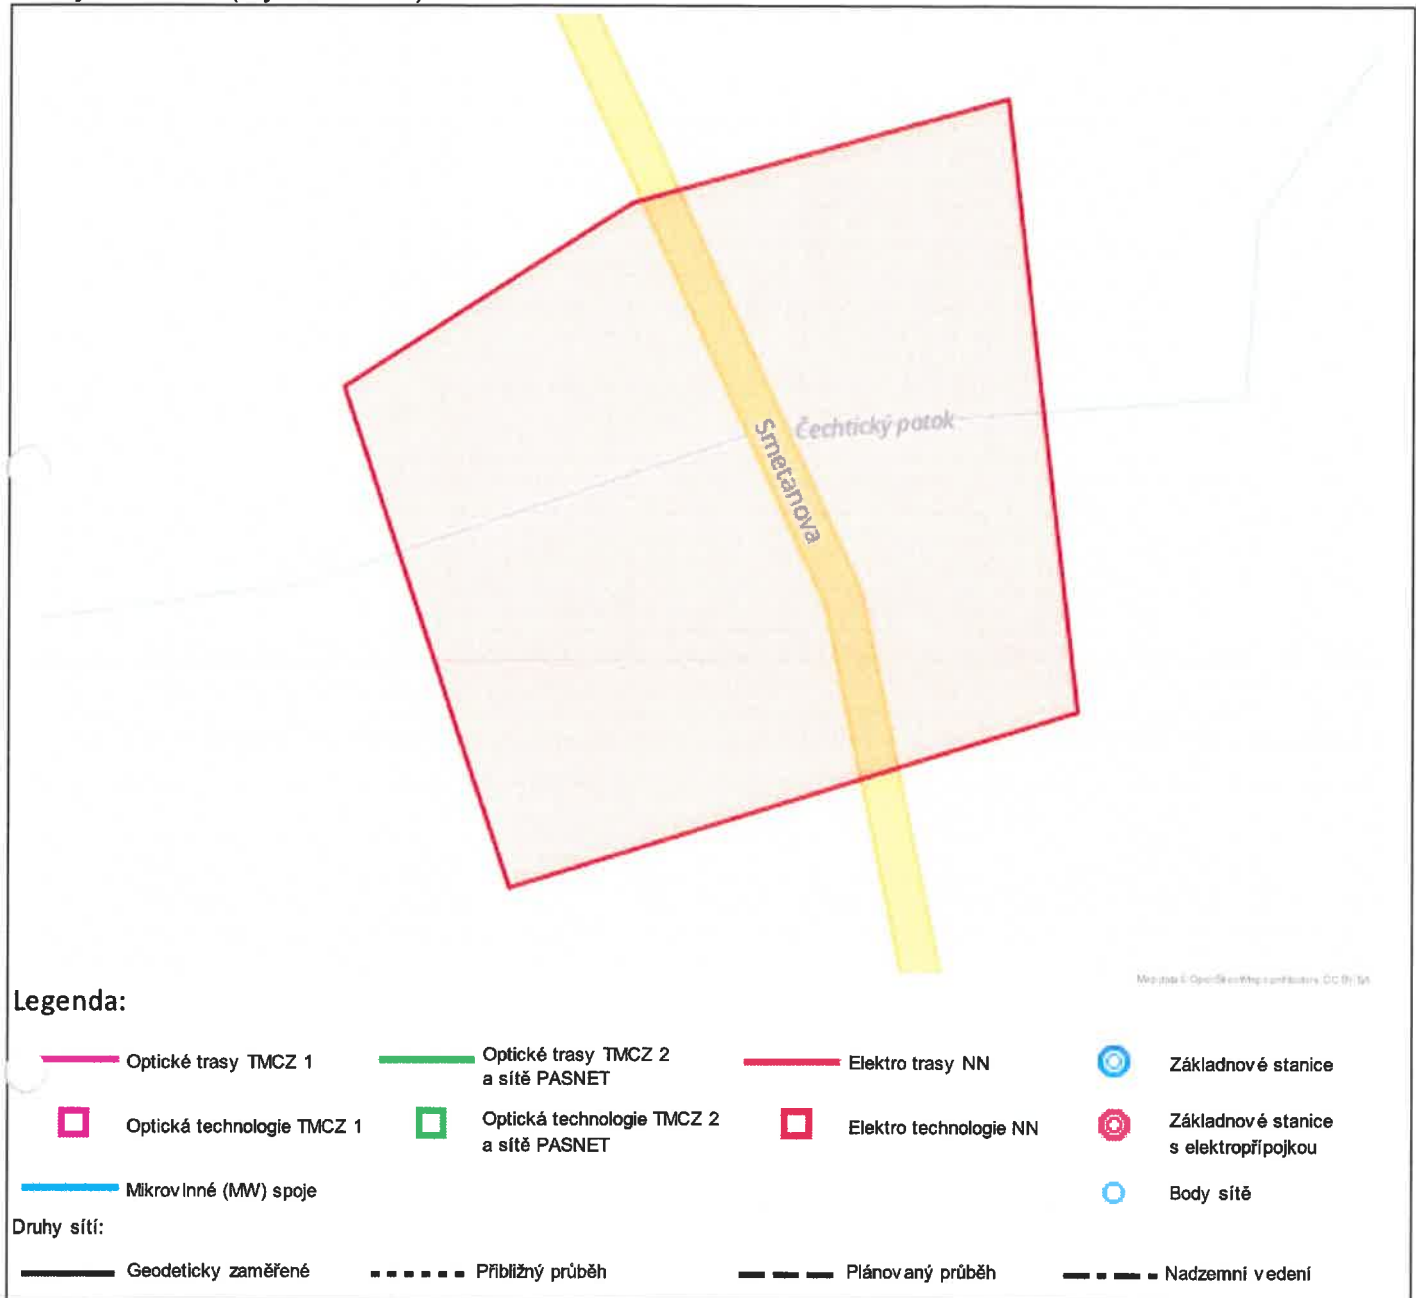 Čechtický potok
Smetanova
Legenda:
Optické trasy TMCZ 1
Optické trasy TMCZ 2
a sítě PASNET
Elektro trasy NN
Základnové stanice
Optická technologie TMCZ 1
Optická technologie TMCZ 2
a sítě PASNET
Elektro technologie NN
Základnové stanice
s elektropřípojkou
Mikrovlnné (MW) spoje
Body sítě
Druhy sítí:
Geodeticky zaměřené
Přibližný průběh
Plánovaný průběh
Nadzemní vedení